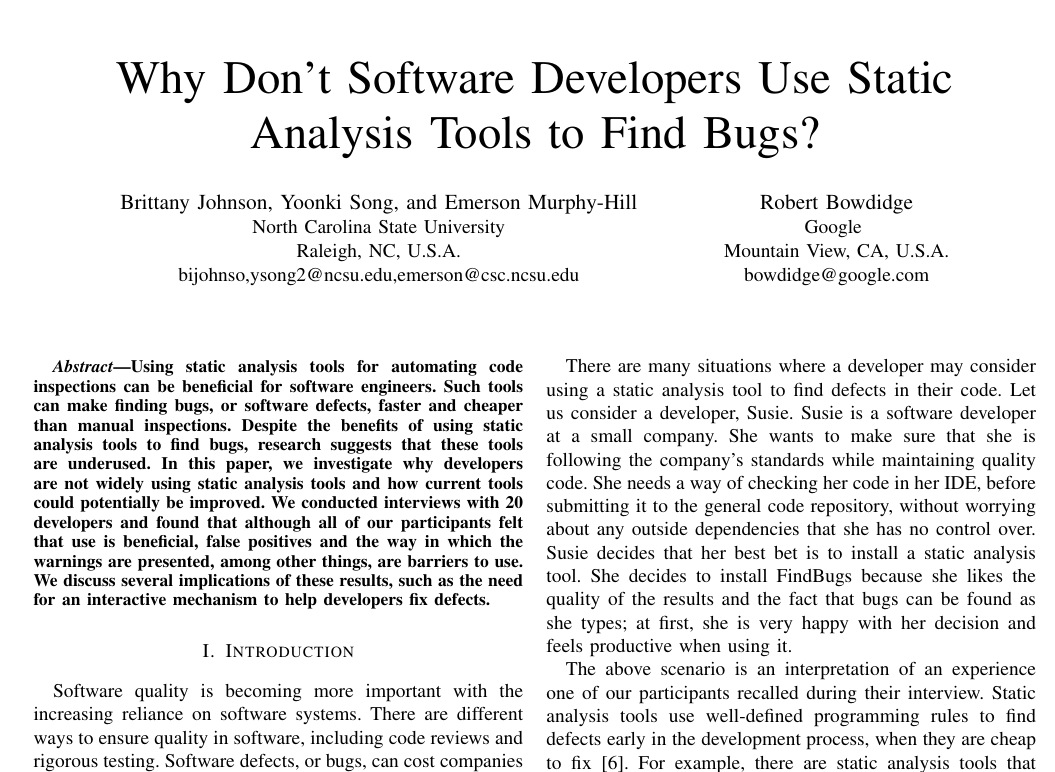 Why Don't Software Developers Use Static
Analysis Tools to Find Bugs?
Brittany Johnson, Yoonki Song, and Emerson Murphy-Hill
North Carolina State University
Raleigh, NC, U.S.A.
bijohnso,ysong2@ncsu.edu,emerson@csc.ncsu.edu
Robert Bowdidge
Google
Mountain View, CA, U.S.A.
bowdidge@google.com
Abstract—Using static analysis tools for automating code
inspections can be beneficial for software engineers. Such tools
can make finding bugs, or software defects, faster and cheaper
than manual inspections. Despite the benefits of using static
analysis tools to find bugs, research suggests that these tools
are underused. In this paper, we investigate why developers
are not widely using static analysis tools and how current tools
could potentially be improved. We conducted interviews with 20
developers and found that although all of our participants felt
that use is beneficial, false positives and the way in which the
warnings are presented, among other things, are barriers to use.
We discuss several implications of these results, such as the need
for an interactive mechanism to help developers fix defects.
I. INTRODUCTION
Software quality is becoming more important with the
increasing reliance on software systems. There are different
ways to ensure quality in software, including code reviews and
rigorous testing. Software defects, or bugs, can cost companies
There are many situations where a developer may consider
using a static analysis tool to find defects in their code. Let
us consider a developer, Susie. Susie is a software developer
at a small company. She wants to make sure that she is
following the company's standards while maintaining quality
code. She needs a way of checking her code in her IDE, before
submitting it to the general code repository, without worrying
about any outside dependencies that she has no control over.
Susie decides that her best bet is to install a static analysis
tool. She decides to install FindBugs because she likes the
quality of the results and the fact that bugs can be found as
she types; at first, she is very happy with her decision and
feels productive when using it.
The above scenario is an interpretation of an experience
one of our participants recalled during their interview. Static
analysis tools use well-defined programming rules to find
defects early in the development process, when they are cheap
to fix [6]. For example, there are static analysis tools that